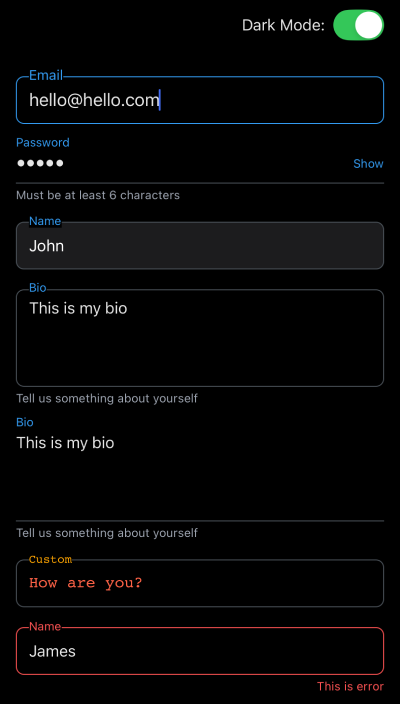 Dark Mode:
Email
hello@hello.com
Password
●●●●●
Show
Must be at least 6 characters
Name
John
Bio
This is my bio
Tell us something about yourself
Bio
This is my bio
Tell us something about yourself
Custom
How are you?
Name
James
This is error